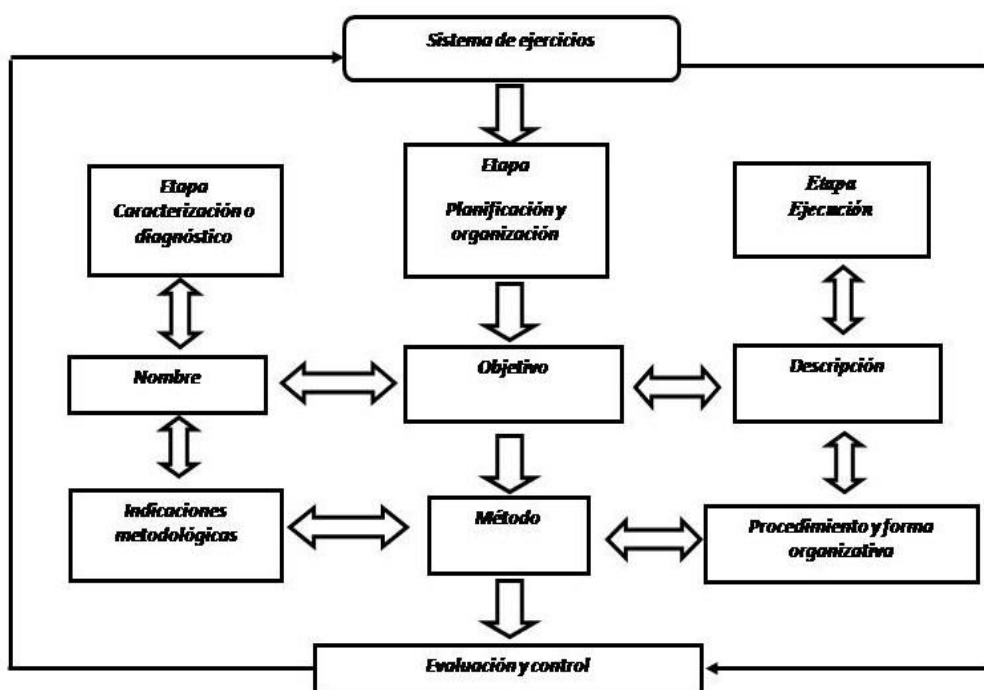 Sistema de ejercicios
Etapa
Caracterización o
diagnóstico
Etapa
Planificación y
organización
Etapa
Ejecución
Nombre
Objetivo
Descripción
Indicaciones
metodológicas
Método
Procedimiento y forma
organizativa
Evaluación y control